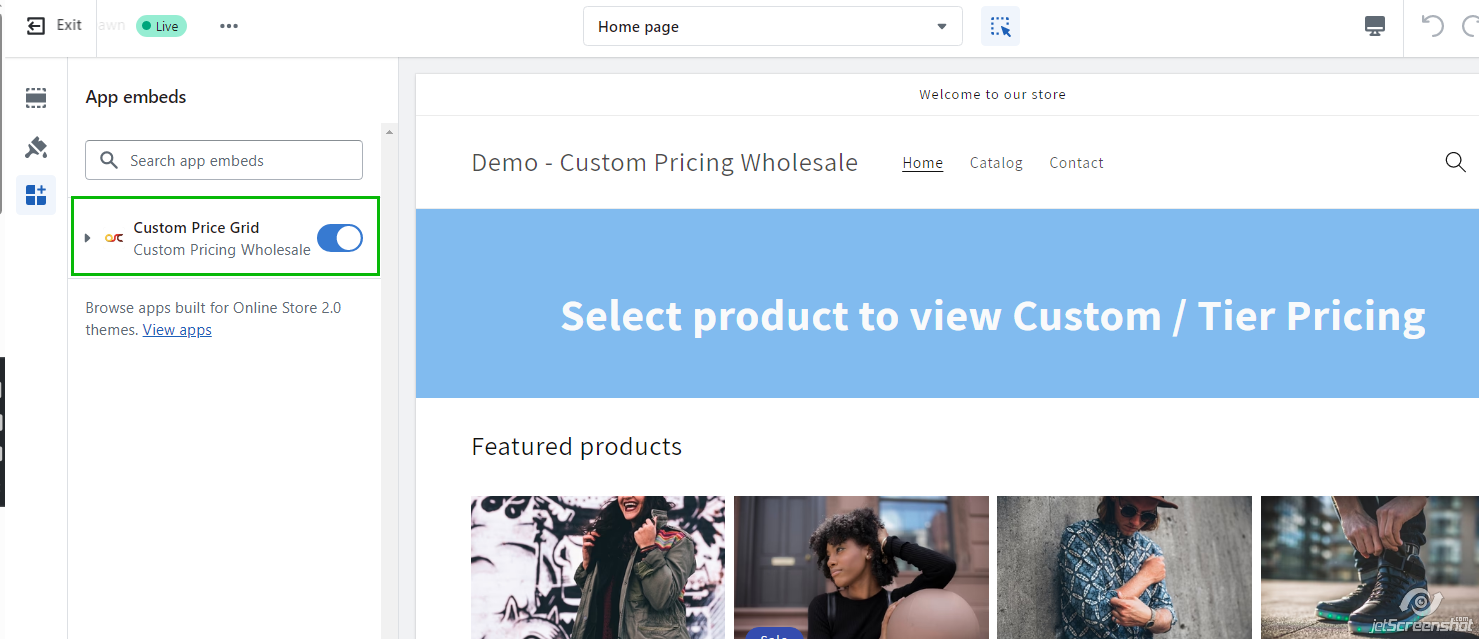 Exit
Live
Home page
App embeds
Search app embeds
Custom Price Grid
Custom Pricing Wholesale
Browse apps built for Online Store 2.0
themes. View apps
Welcome to our store
Demo - Custom Pricing Wholesale
Home
Catalog
Contact
Select product to view Custom / Tier Pricing
Featured products
Sale
jetScreenshot.com